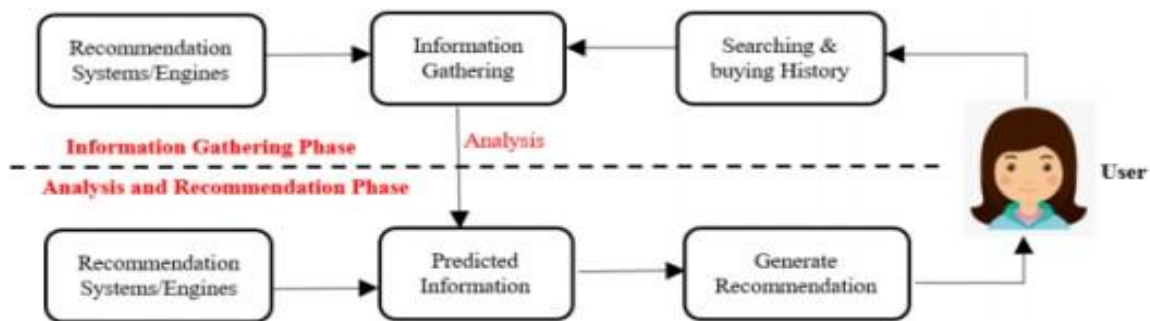 Recommendation
Systems/Engines
Information
Gathering
Searching &
buying History
Information Gathering Phase
Analysis
Analysis and Recommendation Phase
User
Recommendation
Systems/Engines
Predicted
Information
Generate
Recommendation